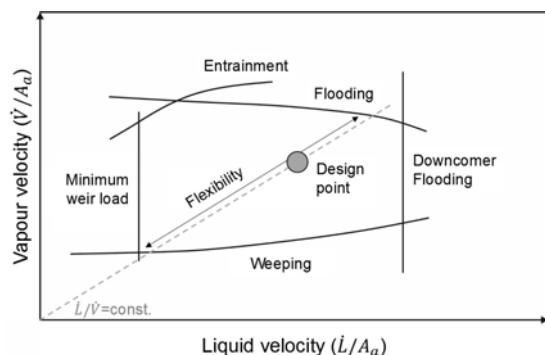 Entrainment
Flooding
Vapour velocity (V̇/Aₐ)
Minimum
weir load
Flexibility
Design
point
Downcomer
Flooding
Weeping
L̇/V̇=const.
Liquid velocity (L̇/Aₐ)